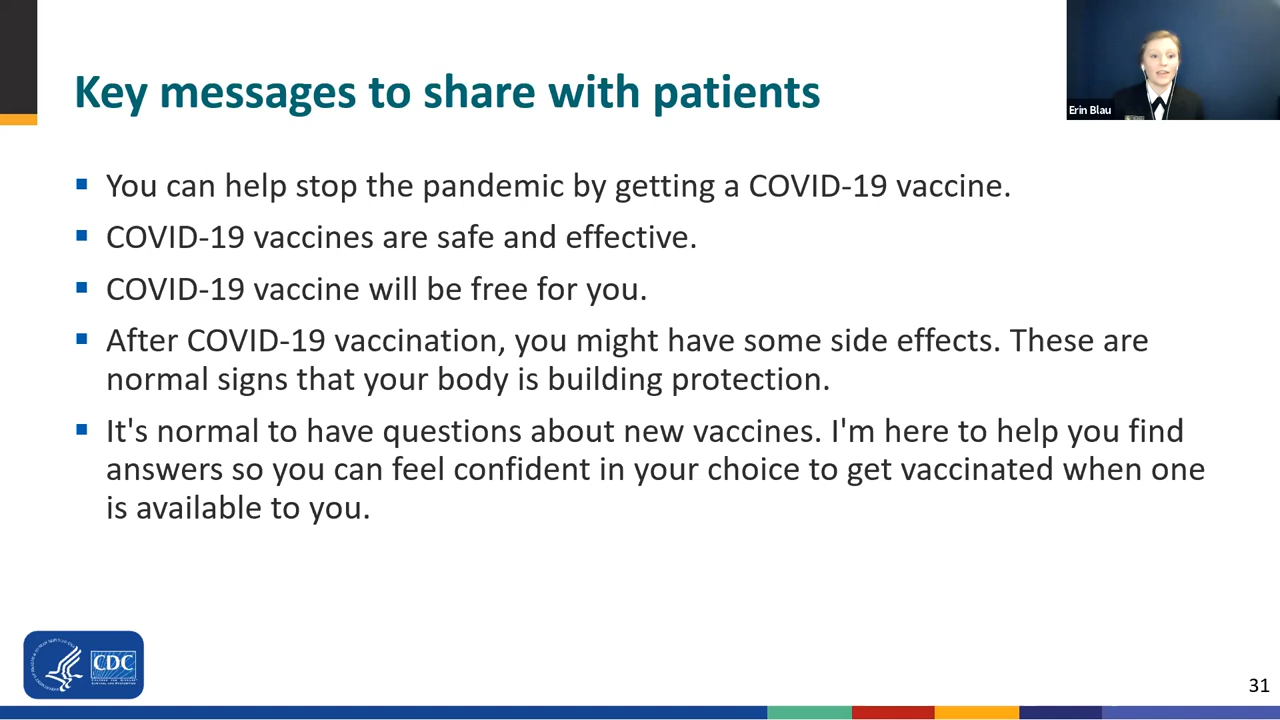 Key messages to share with patients
Erin Blau
You can help stop the pandemic by getting a COVID-19 vaccine.
COVID-19 vaccines are safe and effective.
COVID-19 vaccine will be free for you.
After COVID-19 vaccination, you might have some side effects. These are
normal signs that your body is building protection.
It's normal to have questions about new vaccines. I'm here to help you find
answers so you can feel confident in your choice to get vaccinated when one
is available to you.
CDC
31